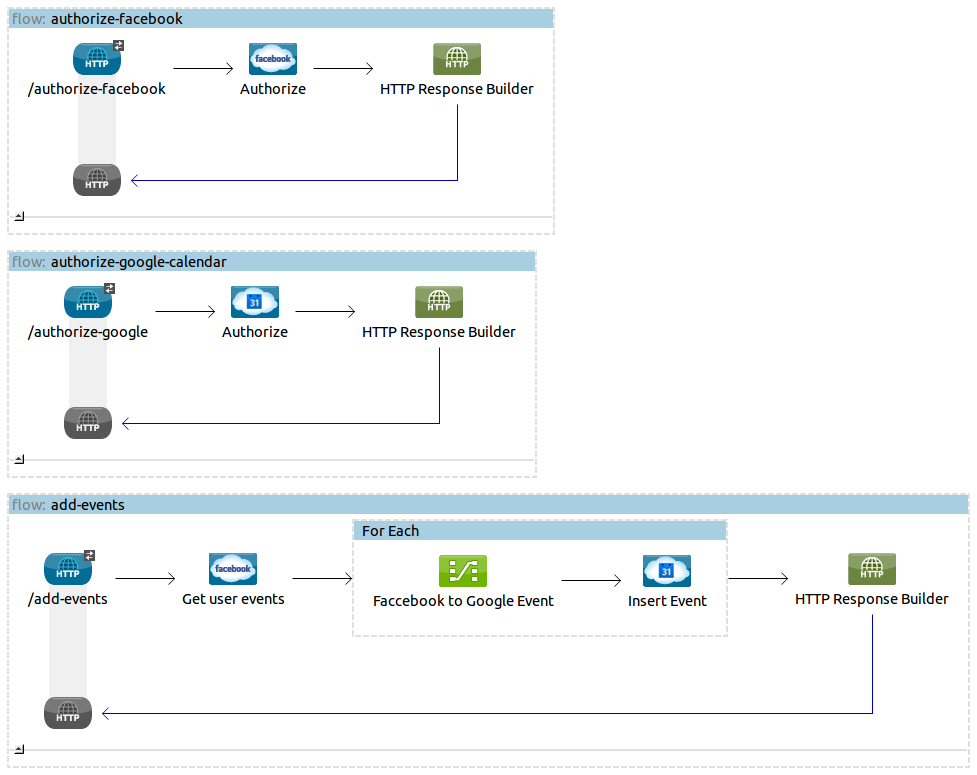 flow: authorize-facebook
HTTP
facebook
HTTP
/authorize-facebook
Authorize
HTTP Response Builder
HTTP
flow: authorize-google-calendar
HTTP
31
HTTP
/authorize-google
Authorize
HTTP Response Builder
HTTP
flow: add-events
For Each
HTTP
facebook
31
HTTP
/add-events
Get user events
Faccebook to Google Event
Insert Event
HTTP Response Builder
HTTP